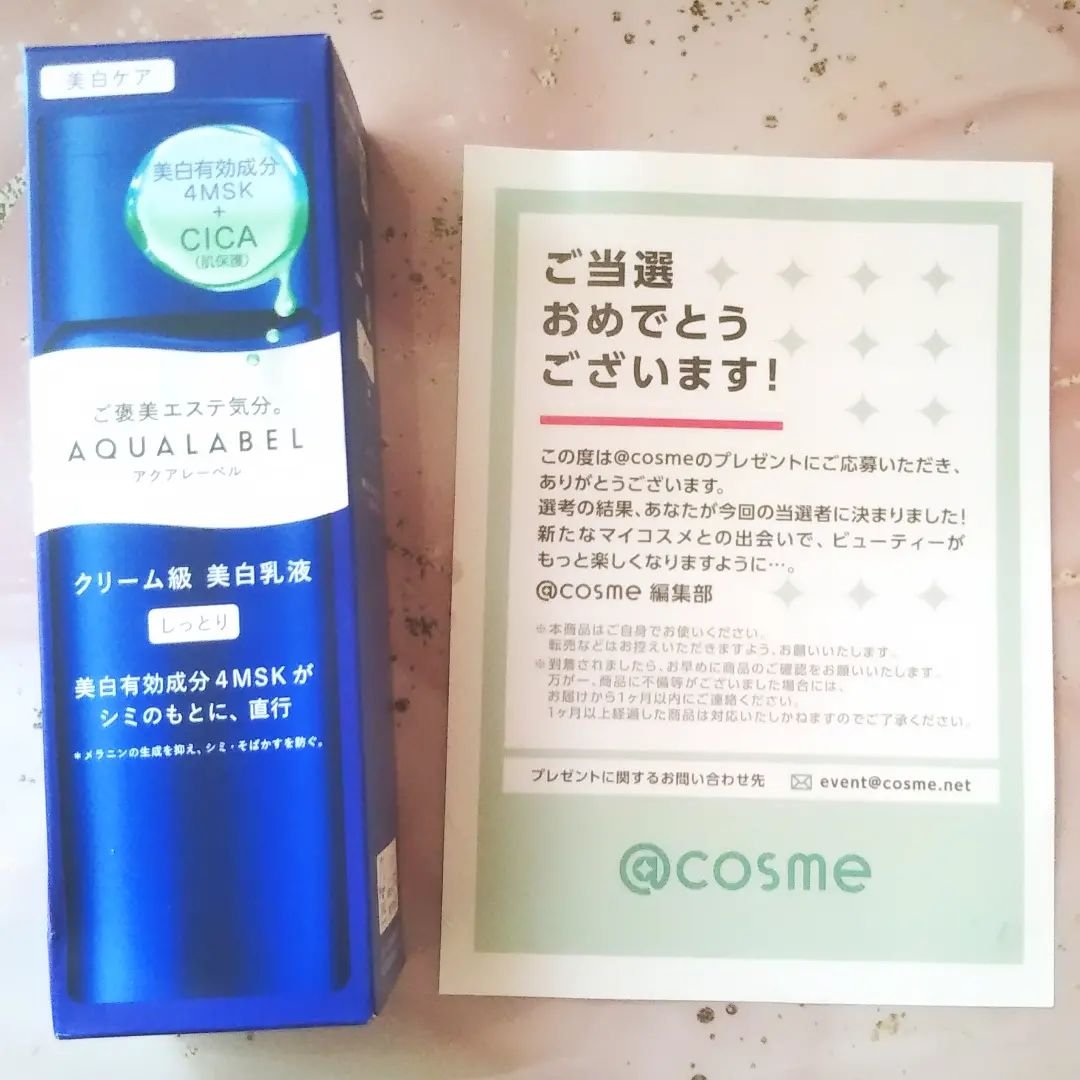 美白ケア
美白有効成分
4MSK
+
CICA
(肌保護)
ご褒美エステ気分。
AQUALABEL
アクアレーベル
クリーム級 美白乳液
しっとり
美白有効成分4MSKが
シミのもとに、直行
*メラニンの生成を抑え、シミ・そばかすを防ぐ。
ご当選
おめでとう
ございます!
この度は@cosmeのプレゼントにご応募いただき、
ありがとうございます。
選考の結果、あなたが今回の当選者に決まりました!
新たなマイコスメとの出会いで、ビューティーが
もっと楽しくなりますように…。
@cosme 編集部
※本商品はご自身でお使いください。
転売などはお控えいただきますよう、お願いいたします。
※到着されましたら、お早めに商品のご確認をお願いいたします。
万が一、商品に不備等がございました場合には、
お届けから1ヶ月以内にご連絡ください。
1ヶ月以上経過した商品は対応いたしかねますのでご了承ください。
プレゼントに関するお問い合わせ先
event@cosme.net
@cosme